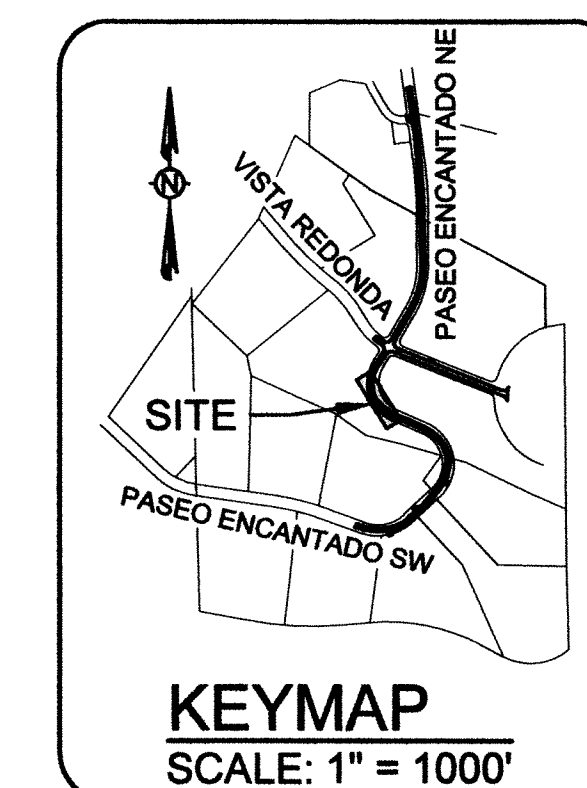 PASEO ENCANTADO NE
N
VISTA REDONDA
SITE
PASEO ENCANTADO SW
KEYMAP
SCALE: 1" = 1000'